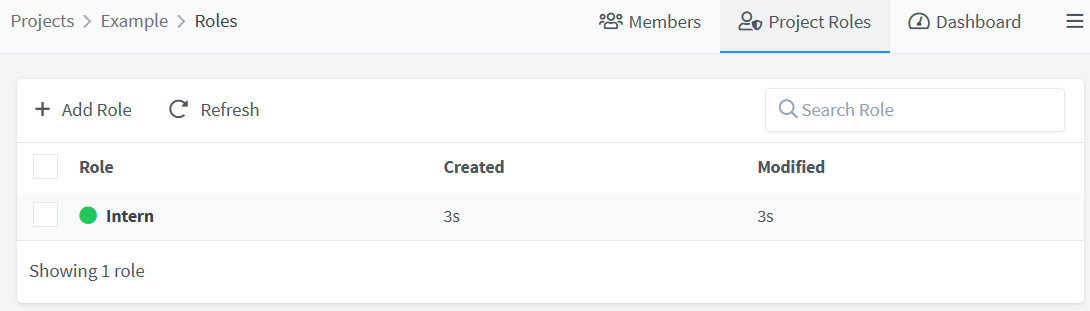 Projects > Example > Roles
Members
Project Roles
Dashboard
+ Add Role
Refresh
Search Role
Role Created Modified
Intern 3s 3s
Showing 1 role